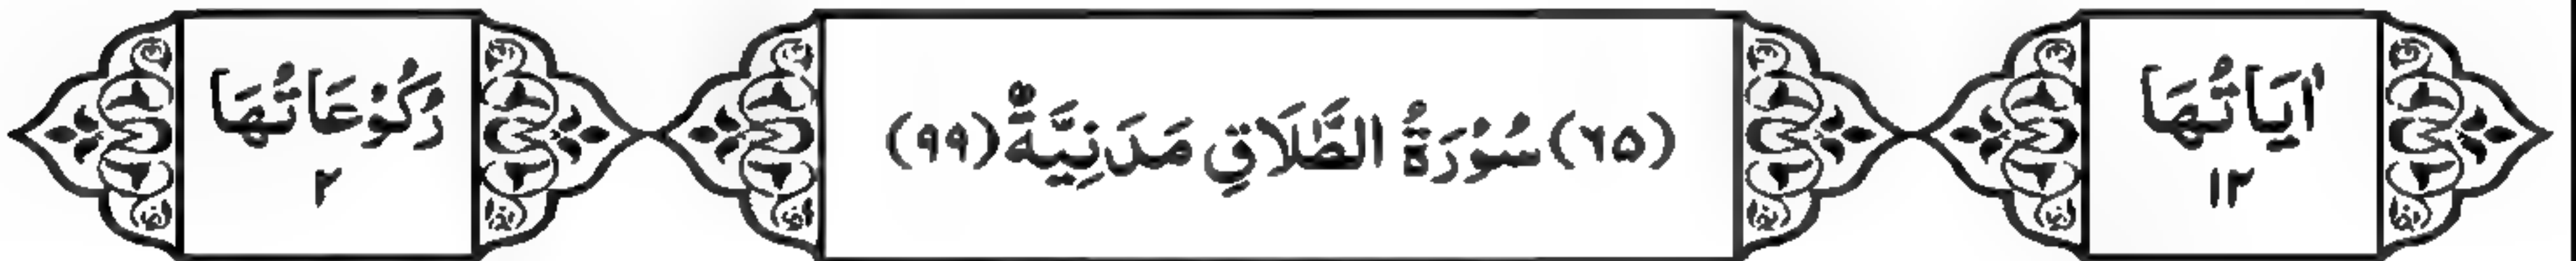 اٰيَاتُهَا
١٢
(٦٥) سُوْرَةُ الطَّلَاقِ مَدَنِيَّةٌ (٩٩)
رُكُوْعَاتُهَا
٢